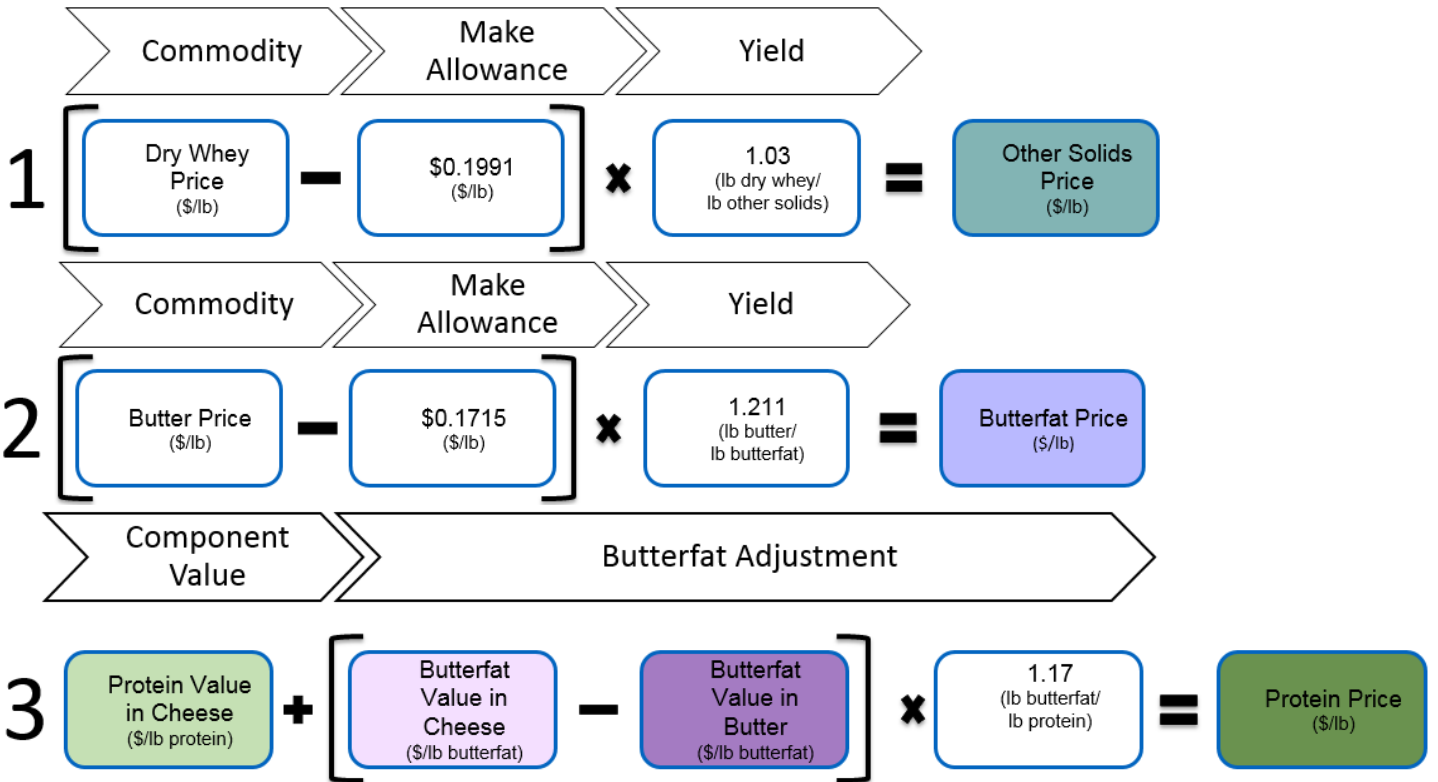 Commodity
Make
Allowance
Yield
1
Dry Whey
Price
($/lb)
$0.1991
($/lb)
1.03
(lb dry whey/
lb other solids)
Other Solids
Price
($/lb)
Commodity
Make
Allowance
Yield
2
Butter Price
($/lb)
$0.1715
($/lb)
1.211
(lb butter/
lb butterfat)
Butterfat Price
($/lb)
Component
Value
Butterfat Adjustment
3
Protein Value
in Cheese
($/lb protein)
+
Butterfat
Value in
Cheese
($/lb butterfat)
Butterfat
Value in
Butter
($/lb butterfat)
1.17
(lb butterfat/
lb protein)
Protein Price
($/lb)